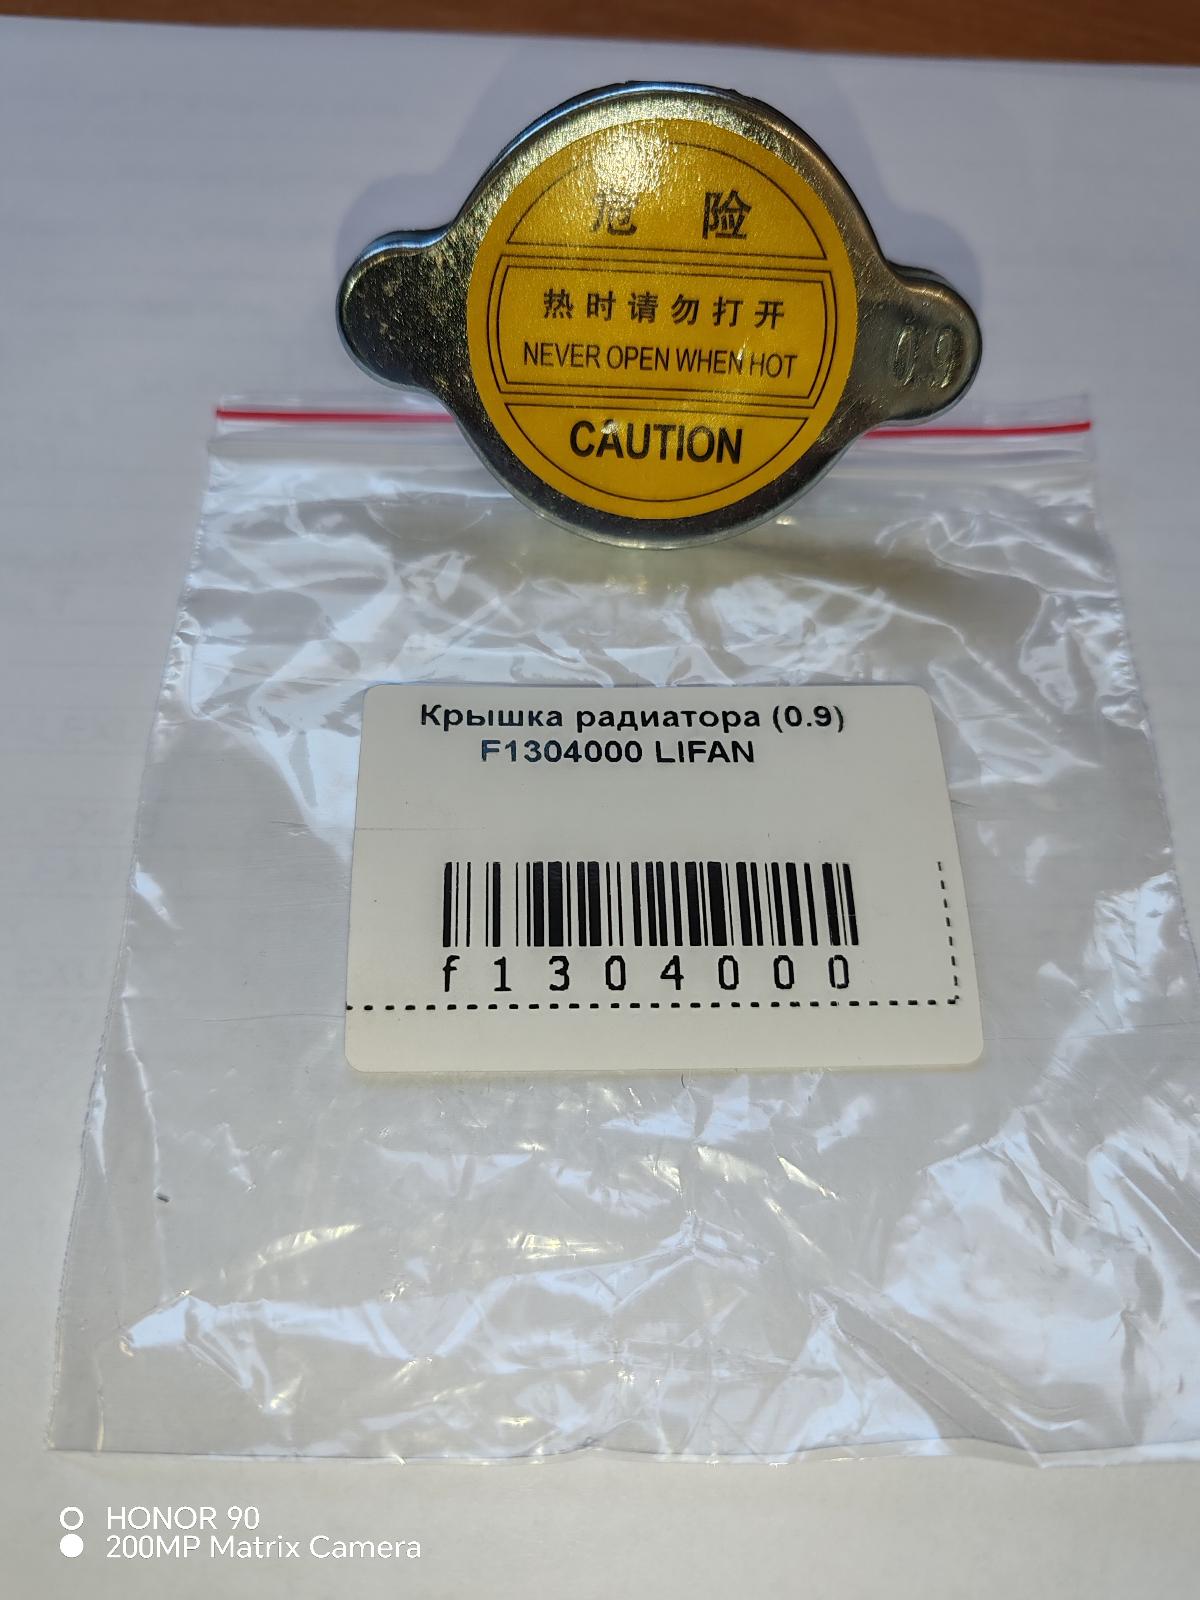 危 险
热时请勿打开
NEVER OPEN WHEN HOT
CAUTION
0.9
Крышка радиатора (0.9)
F1304000 LIFAN
f1304000
HONOR 90
200MP Matrix Camera